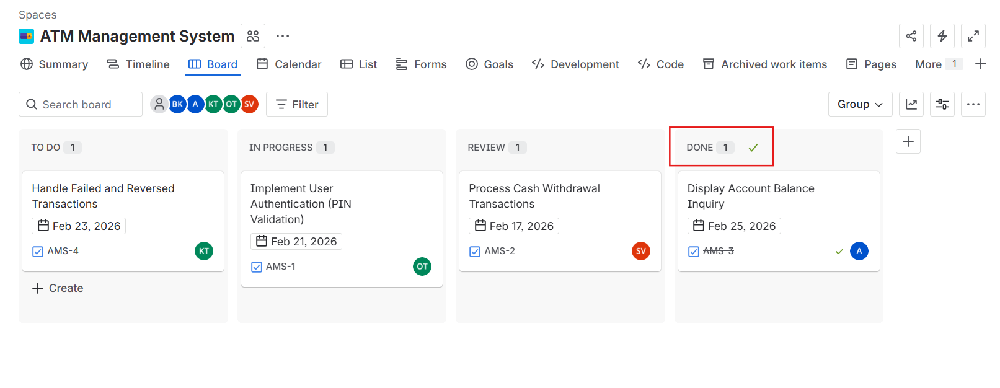 Spaces
ATM Management System
Summary Timeline Board Calendar List Forms Goals Development Code Archived work items Pages More 1
Search board BK A KT OT SV Filter Group
TO DO 1
Handle Failed and Reversed
Transactions
Feb 23, 2026
AMS-4 KT
Create
IN PROGRESS 1
Implement User
Authentication (PIN
Validation)
Feb 21, 2026
AMS-1 OT
REVIEW 1
Process Cash Withdrawal
Transactions
Feb 17, 2026
AMS-2 SV
DONE 1
Display Account Balance
Inquiry
Feb 25, 2026
AMS-3 A